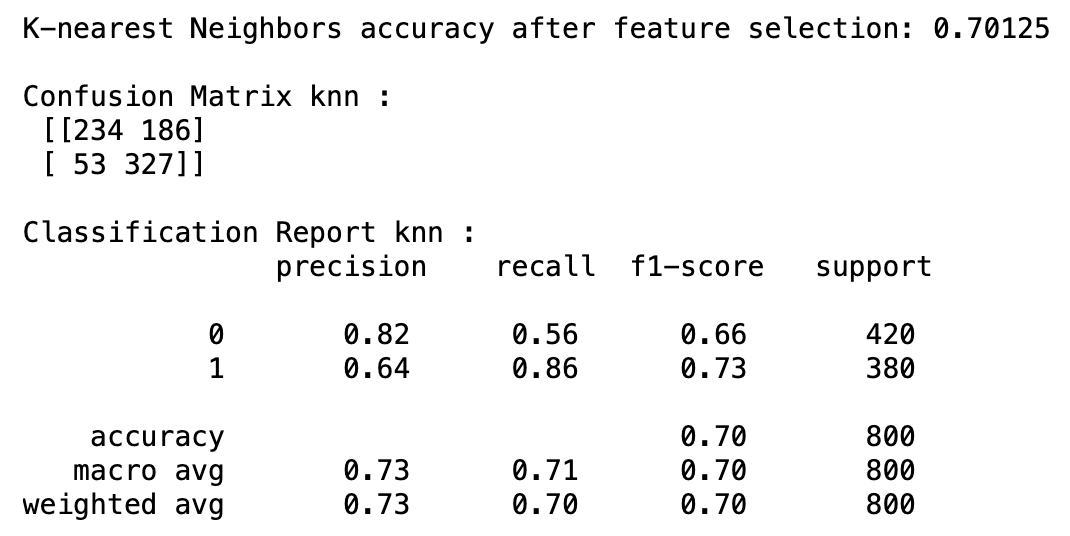 K-nearest Neighbors accuracy after feature selection: 0.70125
Confusion Matrix knn :
[[234 186]
[ 53 327]]
Classification Report knn :
precision recall f1-score support
0 0.82 0.56 0.66 420
1 0.64 0.86 0.73 380
accuracy 0.70 800
macro avg 0.73 0.71 0.70 800
weighted avg 0.73 0.70 0.70 800